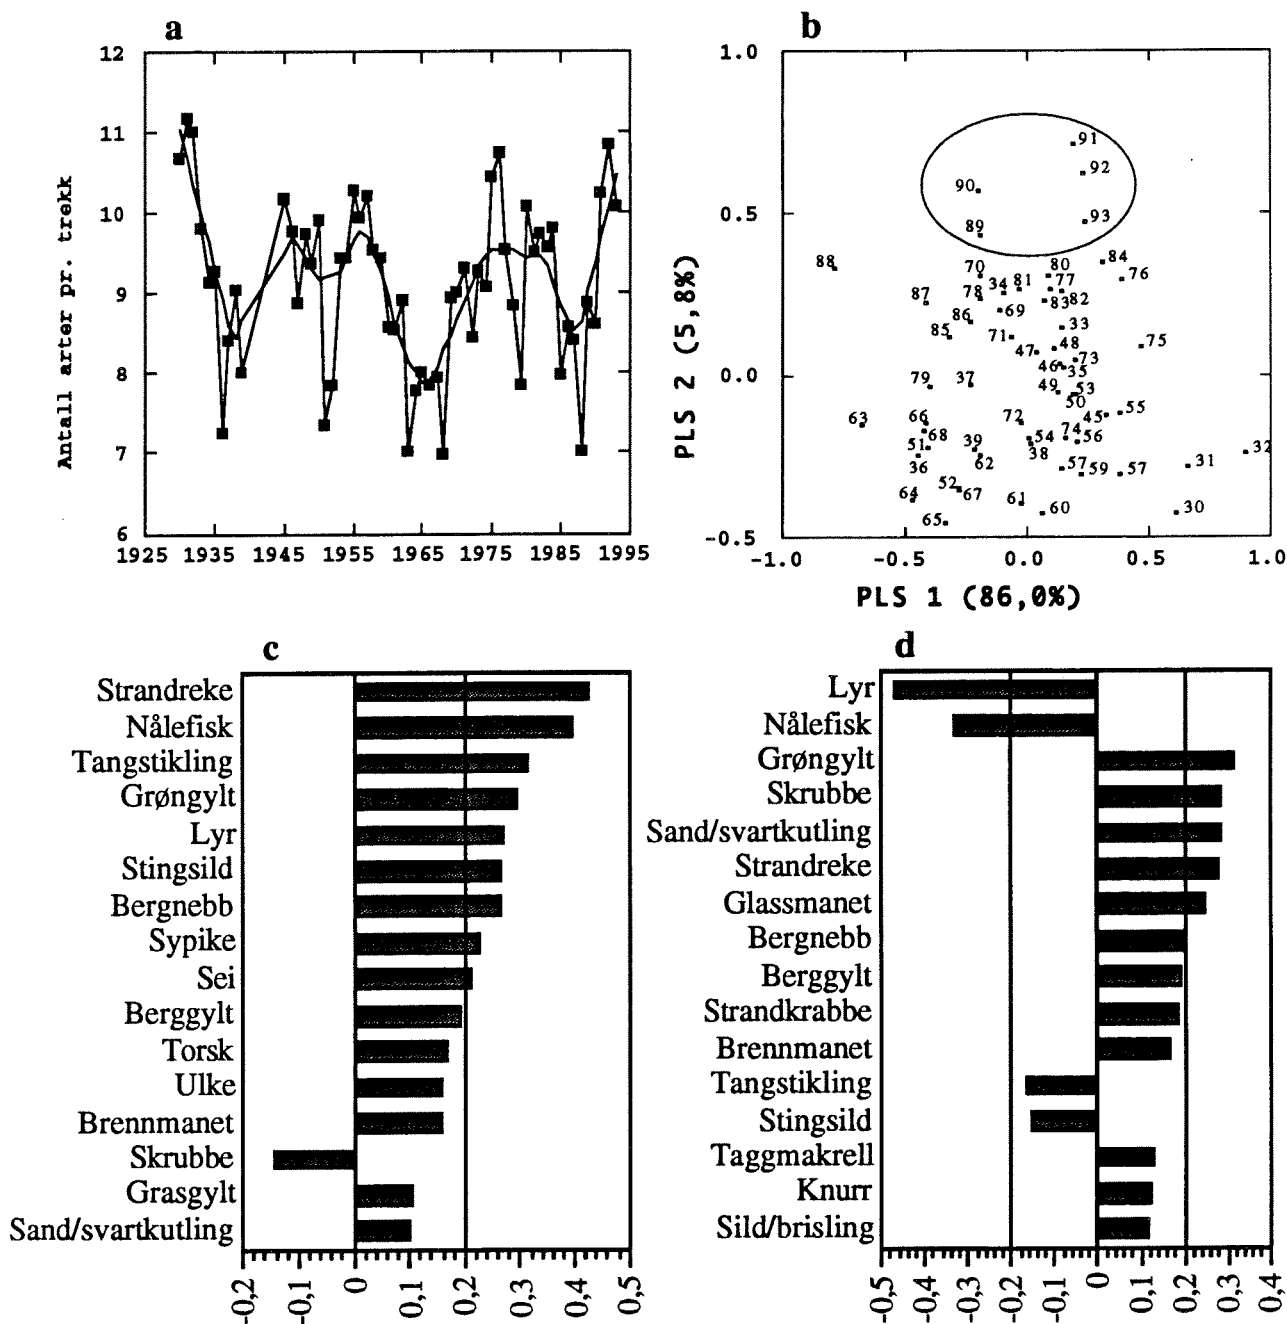 a
12
11
10
9
8
7
6
Antall arter pr. trekk
1925 1935 1945 1955 1965 1975 1985 1995
b
1.0
0.5
0.0
-0.5
PLS 2 (5,8%)
91
92
90
93
89
88
70
80
84
76
34
81
77
78
87
83
82
86
69
33
85
71
47
48
75
73
46
35
79
37
49
53
50
63
66
72
45
55
68
74
54
56
51
39
38
32
36
62
57
59
57
31
52
64
67
61
60
30
65
-1.0 -0.5 0.0 0.5 1.0
PLS 1 (86,0%)
c
Strandreke
Nålefisk
Tangstikling
Grøngylt
Lyr
Stingsild
Bergnebb
Sypike
Sei
Berggylt
Torsk
Ulke
Brennmanet
Skrubbe
Grasgylt
Sand/svartkutling
-0,2 -0,1 0 0,1 0,2 0,3 0,4 0,5
d
Lyr
Nålefisk
Grøngylt
Skrubbe
Sand/svartkutling
Strandreke
Glassmanet
Bergnebb
Berggylt
Strandkrabbe
Brennmanet
Tangstikling
Stingsild
Taggmakrell
Knurr
Sild/brisling
-0,5 -0,4 -0,3 -0,2 -0,1 0 0,1 0,2 0,3 0,4